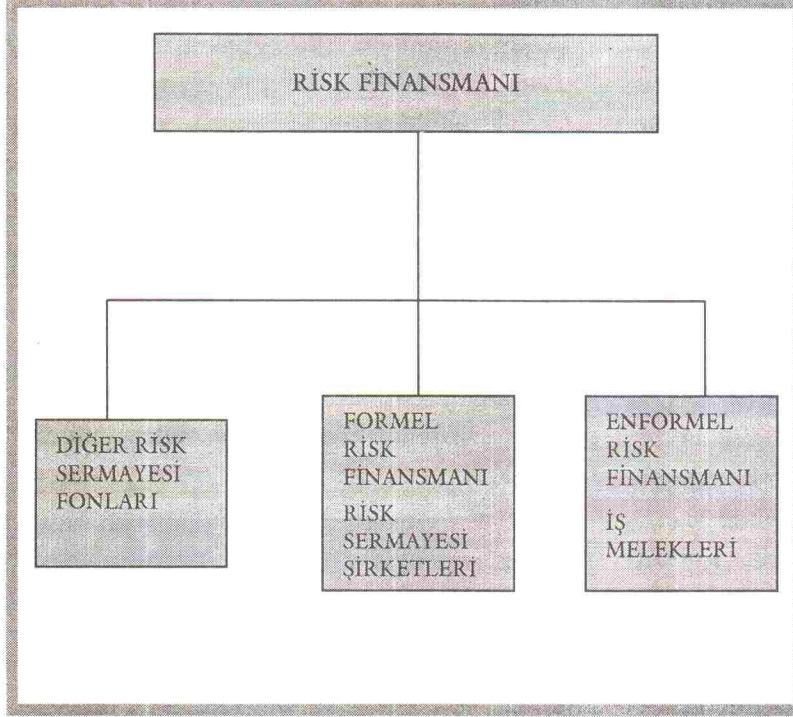 RİSK FİNANSMANI
DİĞER RİSK
SERMAYESİ
FONLARI
FORMEL
RİSK
FİNANSMANI
RİSK
SERMAYESİ
ŞİRKETLERİ
ENFORMEL
RİSK
FİNANSMANI
İŞ
MELEKLERİ